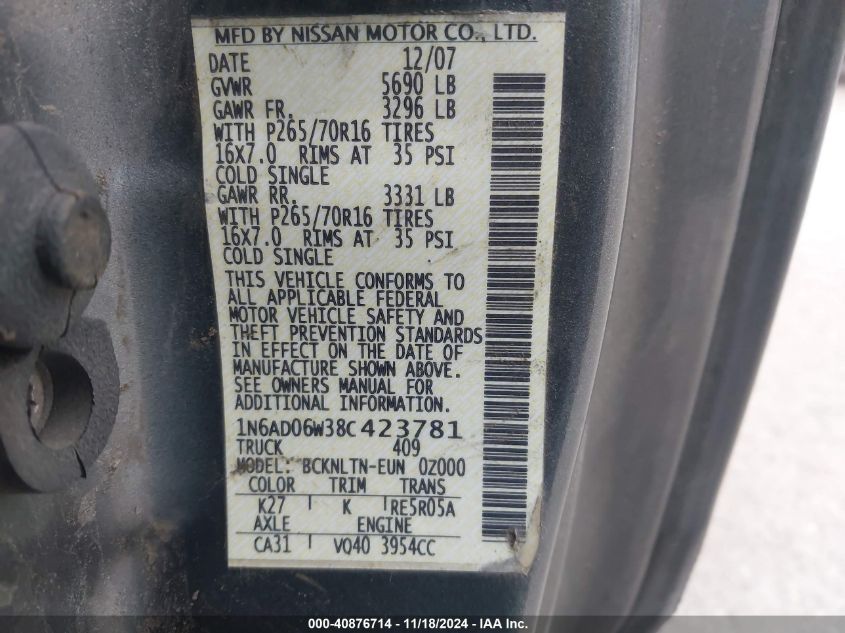 MFD BY NISSAN MOTOR CO., LTD.
DATE 12/07
GVWR 5690 LB
GAWR FR. 3296 LB
WITH P265/70R16 TIRES
16X7.0 RIMS AT 35 PSI
COLD SINGLE
GAWR RR. 3331 LB
WITH P265/70R16 TIRES
16X7.0 RIMS AT 35 PSI
COLD SINGLE
THIS VEHICLE CONFORMS TO
ALL APPLICABLE FEDERAL
MOTOR VEHICLE SAFETY AND
THEFT PREVENTION STANDARDS
IN EFFECT ON THE DATE OF
MANUFACTURE SHOWN ABOVE.
SEE OWNERS MANUAL FOR
ADDITIONAL INFORMATION.
1N6AD06W38C423781
TRUCK 409
MODEL: BCKNLTN-EUN 0Z000
COLOR TRIM TRANS
K27 K RE5R05A
AXLE ENGINE
CA31 VQ40 3954CC
000-40876714 - 11/18/2024 - IAA Inc.